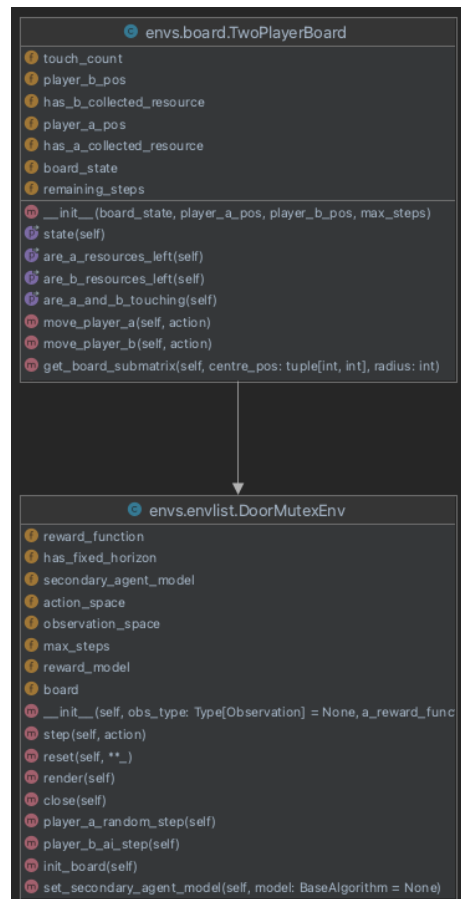 envs.board.TwoPlayerBoard
touch_count
player_b_pos
has_b_collected_resource
player_a_pos
has_a_collected_resource
board_state
remaining_steps
__init__(board_state, player_a_pos, player_b_pos, max_steps)
state(self)
are_a_resources_left(self)
are_b_resources_left(self)
are_a_and_b_touching(self)
move_player_a(self, action)
move_player_b(self, action)
get_board_submatrix(self, centre_pos: tuple[int, int], radius: int)
envs.envlist.DoorMutexEnv
reward_function
has_fixed_horizon
secondary_agent_model
action_space
observation_space
max_steps
reward_model
board
__init__(self, obs_type: Type[Observation] = None, a_reward_func
step(self, action)
reset(self, **_)
render(self)
close(self)
player_a_random_step(self)
player_b_ai_step(self)
init_board(self)
set_secondary_agent_model(self, model: BaseAlgorithm = None)